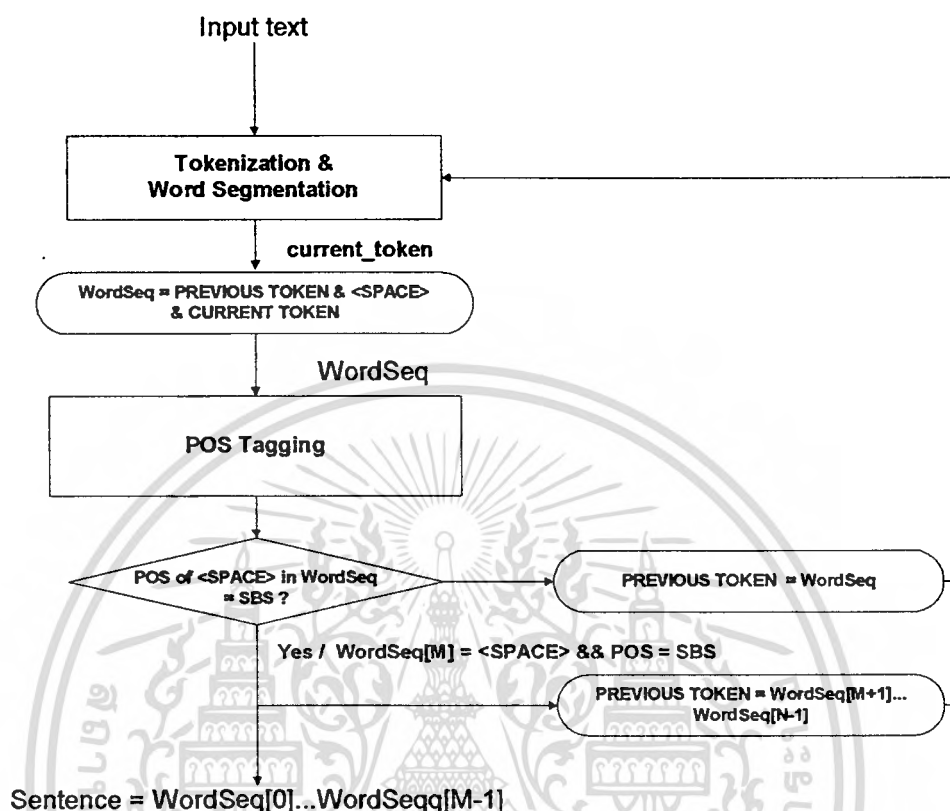 Input text
Tokenization &
Word Segmentation
current_token
WordSeq = PREVIOUS TOKEN & <SPACE>
& CURRENT TOKEN
WordSeq
POS Tagging
POS of <SPACE> in WordSeq
= SBS ?
PREVIOUS TOKEN = WordSeq
Yes / WordSeq[M] = <SPACE> && POS = SBS
PREVIOUS TOKEN = WordSeq[M+1]...
WordSeq[N-1]
Sentence = WordSeq[0]...WordSeqq[M-1]